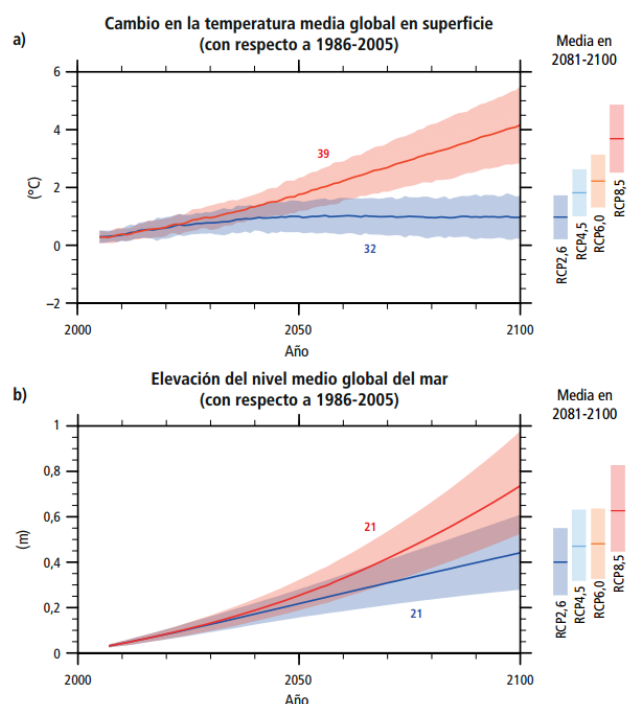 Cambio en la temperatura media global en superficie
(con respecto a 1986-2005)
a)
Media en
2081-2100
6
4
2
0
−2
(°C)
39
32
2000
2050
2100
Año
RCP2,6
RCP4,5
RCP6,0
RCP8,5
Elevación del nivel medio global del mar
(con respecto a 1986-2005)
b)
Media en
2081-2100
1
0,8
0,6
0,4
0,2
0
(m)
21
21
2000
2050
2100
Año
RCP2,6
RCP4,5
RCP6,0
RCP8,5